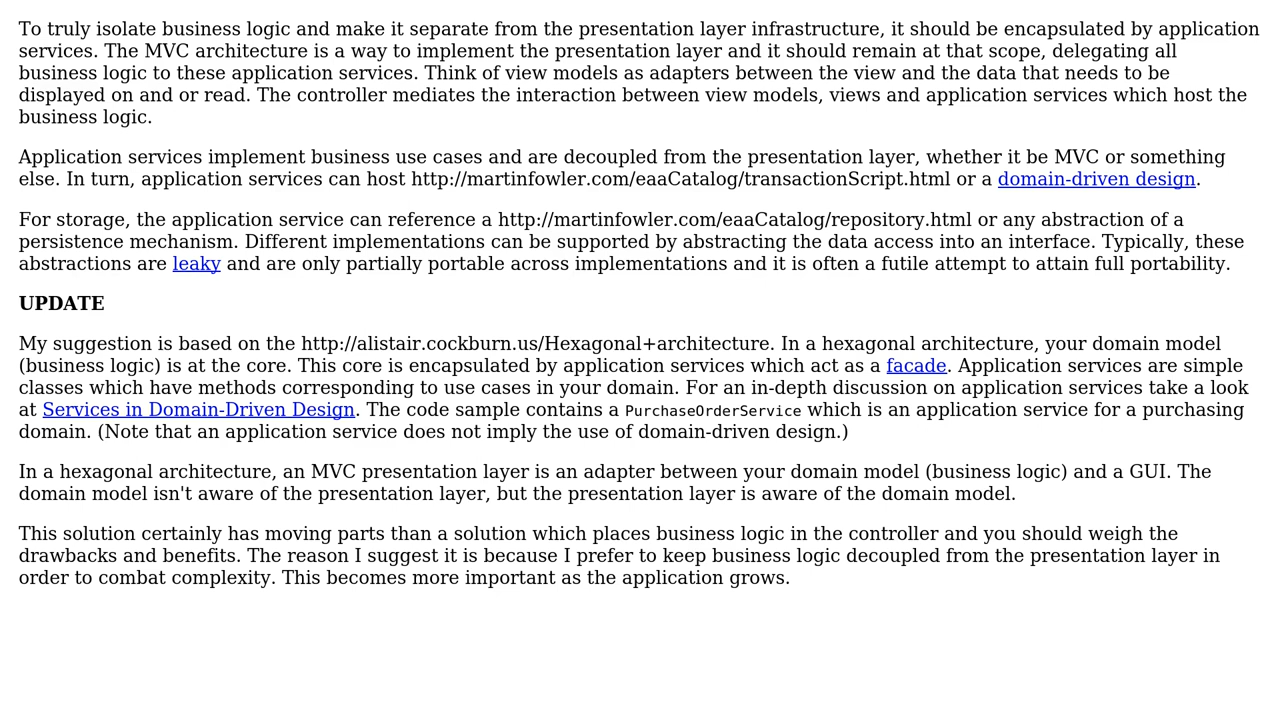 To truly isolate business logic and make it separate from the presentation layer infrastructure, it should be encapsulated by application
services. The MVC architecture is a way to implement the presentation layer and it should remain at that scope, delegating all
business logic to these application services. Think of view models as adapters between the view and the data that needs to be
displayed on and or read. The controller mediates the interaction between view models, views and application services which host the
business logic.
Application services implement business use cases and are decoupled from the presentation layer, whether it be MVC or something
else. In turn, application services can host http://martinfowler.com/eaaCatalog/transactionScript.html or a domain-driven design.
For storage, the application service can reference a http://martinfowler.com/eaaCatalog/repository.html or any abstraction of a
persistence mechanism. Different implementations can be supported by abstracting the data access into an interface. Typically, these
abstractions are leaky and are only partially portable across implementations and it is often a futile attempt to attain full portability.
UPDATE
My suggestion is based on the http://alistair.cockburn.us/Hexagonal+architecture. In a hexagonal architecture, your domain model
(business logic) is at the core. This core is encapsulated by application services which act as a facade. Application services are simple
classes which have methods corresponding to use cases in your domain. For an in-depth discussion on application services take a look
at Services in Domain-Driven Design. The code sample contains a PurchaseOrderService which is an application service for a purchasing
domain. (Note that an application service does not imply the use of domain-driven design.)
In a hexagonal architecture, an MVC presentation layer is an adapter between your domain model (business logic) and a GUI. The
domain model isn't aware of the presentation layer, but the presentation layer is aware of the domain model.
This solution certainly has moving parts than a solution which places business logic in the controller and you should weigh the
drawbacks and benefits. The reason I suggest it is because I prefer to keep business logic decoupled from the presentation layer in
order to combat complexity. This becomes more important as the application grows.